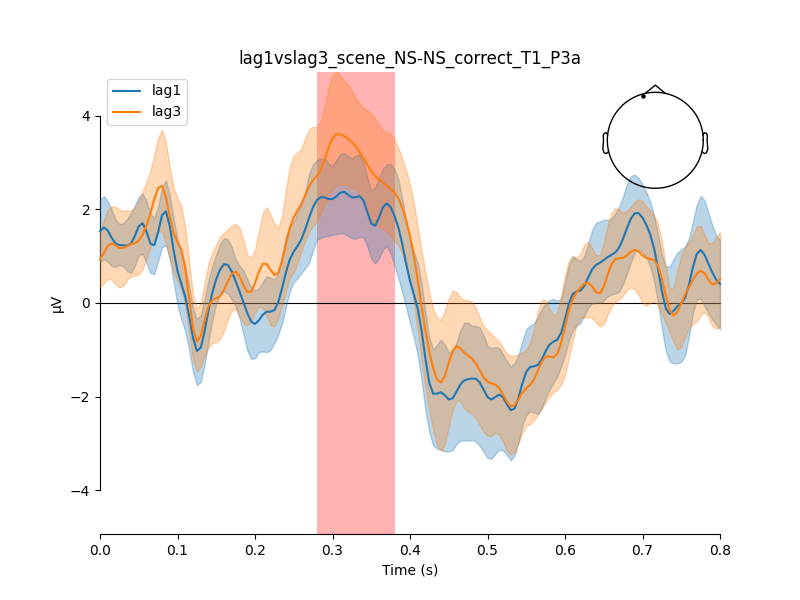 lag1vslag3_scene_NS-NS_correct_T1_P3a
lag1
lag3
4
2
0
−2
−4
µV
0.0 0.1 0.2 0.3 0.4 0.5 0.6 0.7 0.8
Time (s)